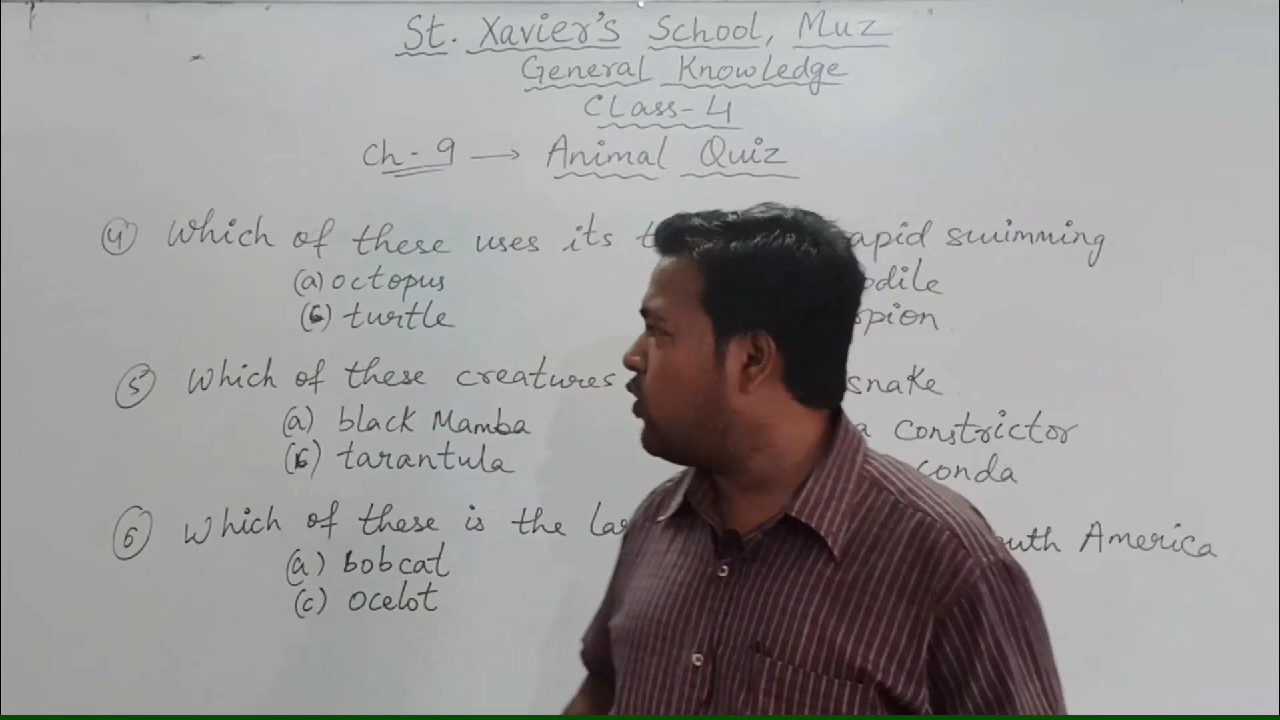 St. Xavier's School, Muz
General Knowledge
Class-4
Ch-9 → Animal Quiz
(4) Which of these uses its apid swimming
(a) octopus odile
(c) turtle pion
(5) Which of these creatures snake
(a) black Mamba a constrictor
(c) tarantula conda
(6) Which of these is the la uth America
(a) bobcat
(c) ocelot